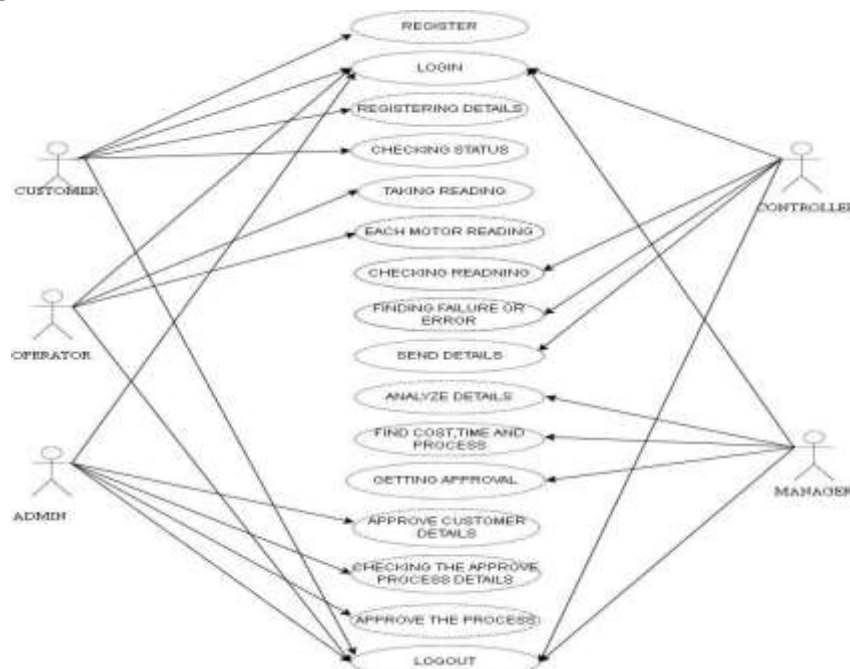 REGISTER
LOGIN
REGISTERING DETAILS
CHECKING STATUS
CUSTOMER
TAKING READING
CONTROLLER
EACH MOTOR READING
CHECKING READNING
FINDING FAILURE OR
ERROR
OPERATOR
SEND DETAILS
ANALYZE DETAILS
FIND COST,TIME AND
PROCESS
GETTING APPROVAL
MANAGER
ADMIN
APPROVE CUSTOMER
DETAILS
CHECKING THE APPROVE
PROCESS DETAILS
APPROVE THE PROCESS
LOGOUT